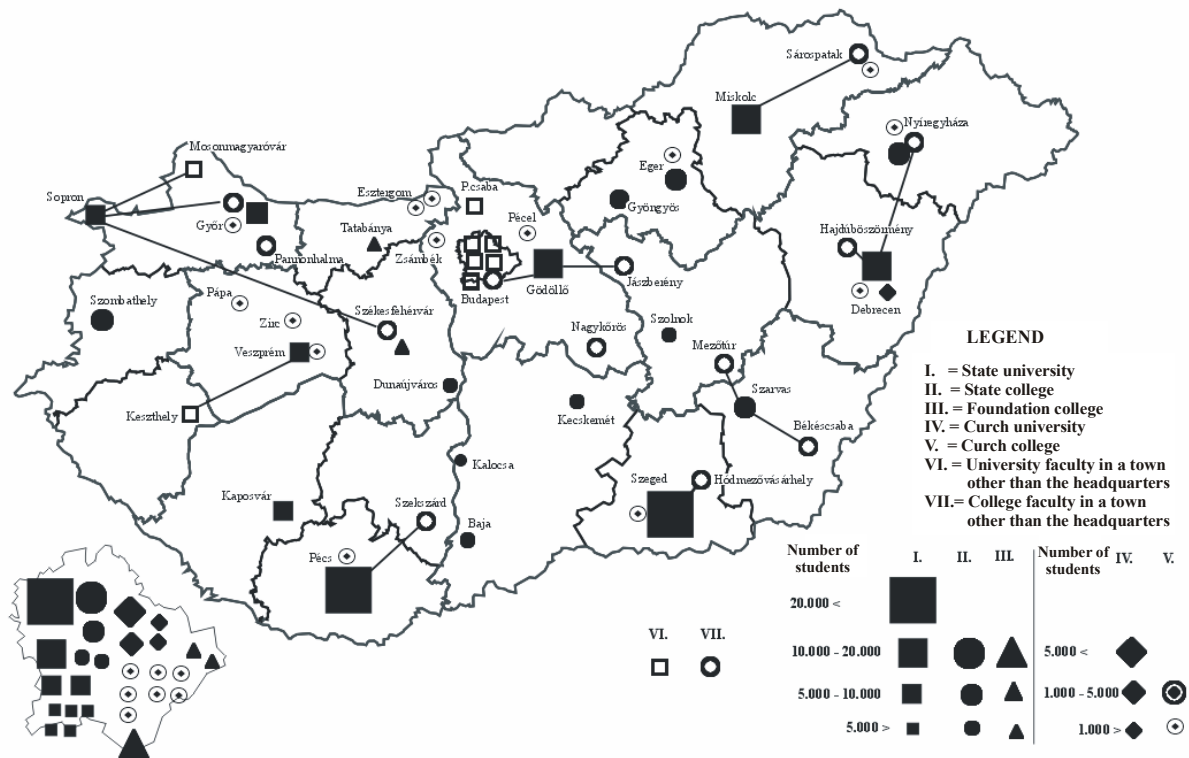 Sárospatak
Miskolc
Nyíregyháza
Mosonmagyaróvár
Eger
Sopron
Esztergom
P.csaba
Gyöngyös
Pécel
Győr
Tatabánya
Hajdúböszörmény
Pannonhalma
Zsámbék
Jászberény
Gödöllő
Pápa
Budapest
Szombathely
Debrecen
Székesfehérvár
Zirc
Szolnok
Nagykőrös
Veszprém
Mezőtúr
Dunaújváros
Szarvas
Keszthely
Kecskemét
Békéscsaba
Kalocsa
Szeged
Hódmezővásárhely
Kaposvár
Szekszárd
Baja
Pécs
LEGEND
I. = State university
II. = State college
III. = Foundation college
IV. = Curch university
V. = Curch college
VI. = University faculty in a town
other than the headquarters
VII.= College faculty in a town
other than the headquarters
Number of
students
I. II. III.
Number of
students
IV. V.
20.000 <
VI. VII.
10.000 - 20.000
5.000 <
5.000 - 10.000
1.000 - 5.000
5.000 >
1.000 >